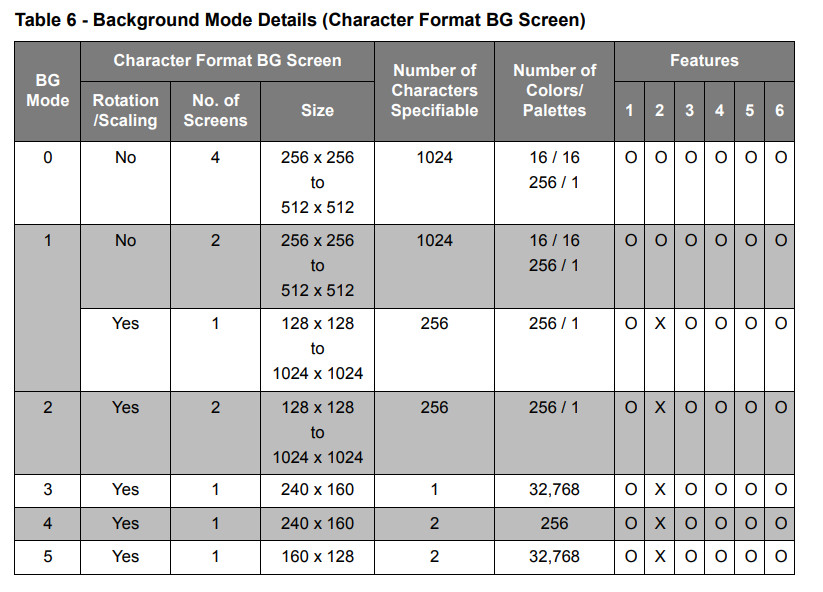 Table 6 - Background Mode Details (Character Format BG Screen)
BG Mode
Character Format BG Screen
Number of Characters Specifiable
Number of Colors/ Palettes
Features
Rotation /Scaling
No. of Screens
Size
1 2 3 4 5 6
0 No 4 256 x 256 1024 16 / 16 O O O O O O
to 256 / 1
512 x 512
1 No 2 256 x 256 1024 16 / 16 O O O O O O
to 256 / 1
512 x 512
Yes 1 128 x 128 256 256 / 1 O X O O O O
to
1024 x 1024
2 Yes 2 128 x 128 256 256 / 1 O X O O O O
to
1024 x 1024
3 Yes 1 240 x 160 1 32,768 O X O O O O
4 Yes 1 240 x 160 2 256 O X O O O O
5 Yes 1 160 x 128 2 32,768 O X O O O O